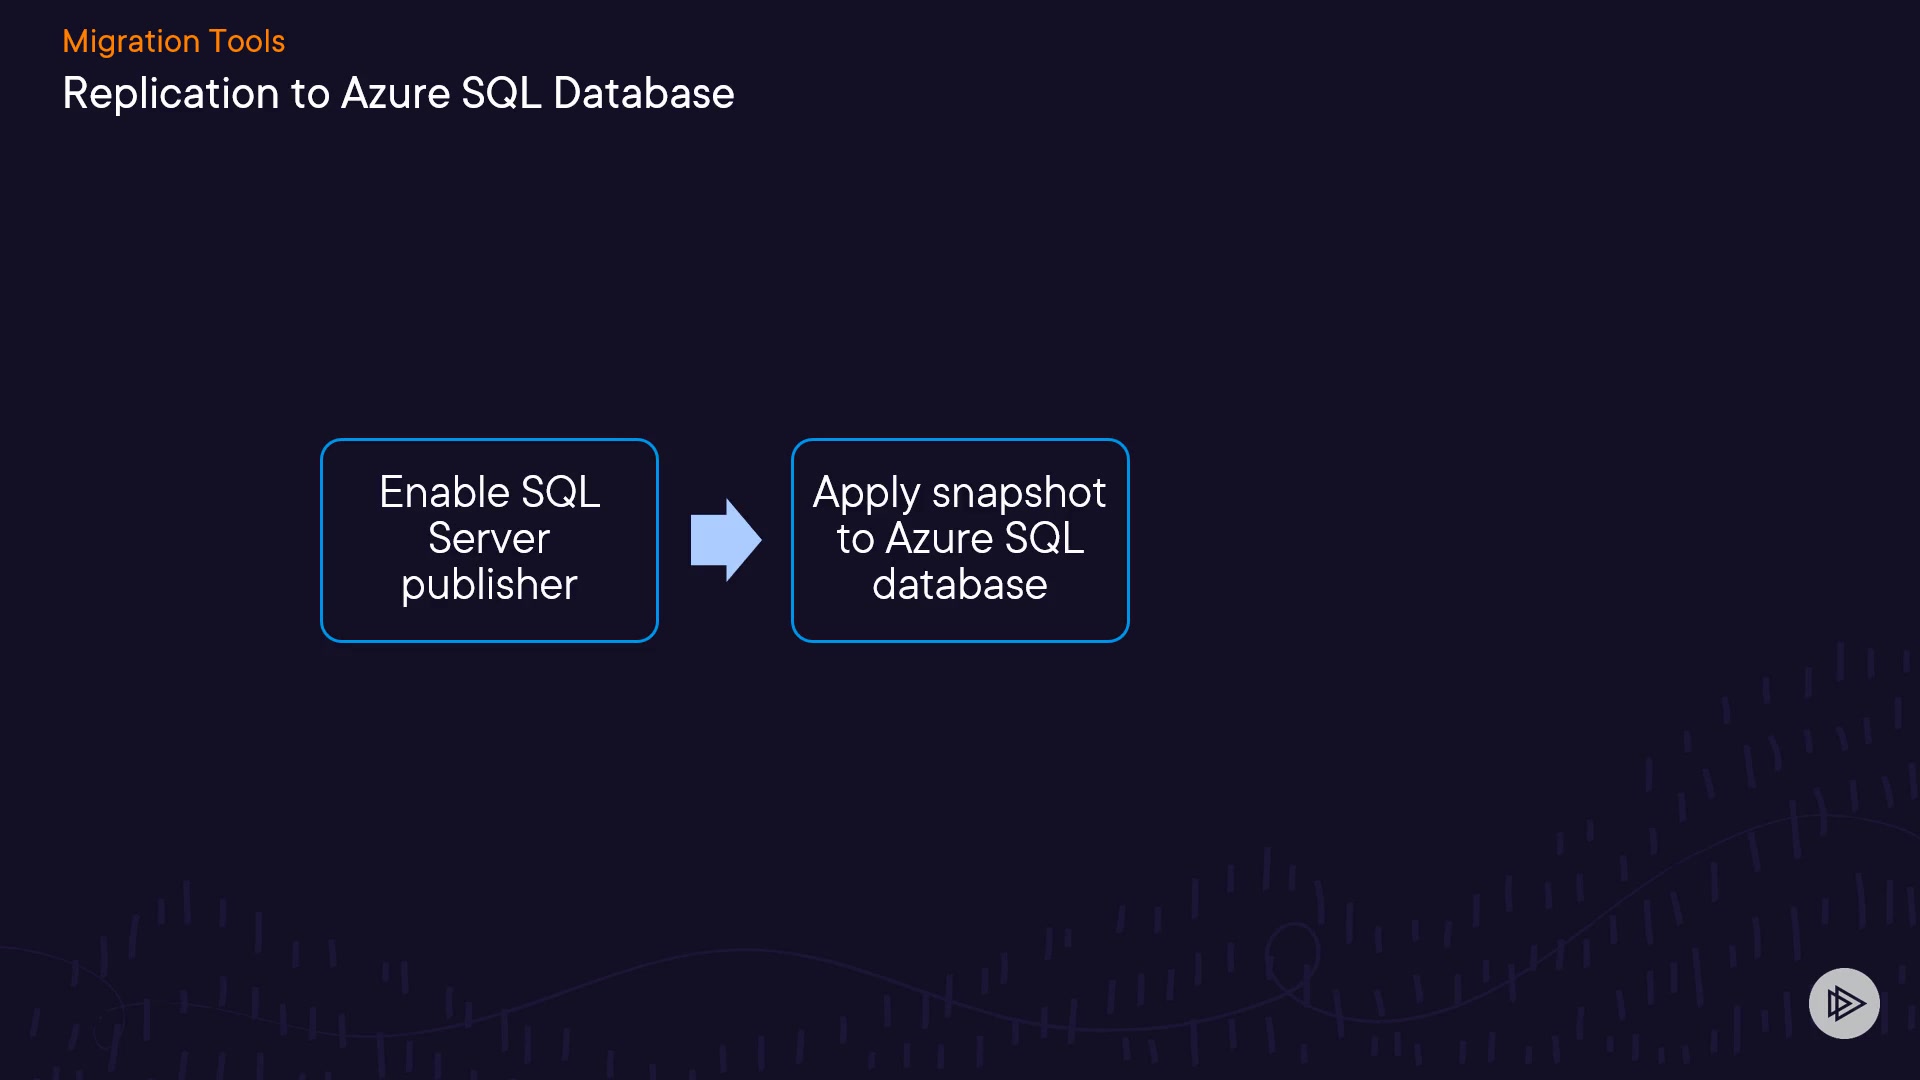 Migration Tools
Replication to Azure SQL Database
Enable SQL
Server
publisher
Apply snapshot
to Azure SQL
database